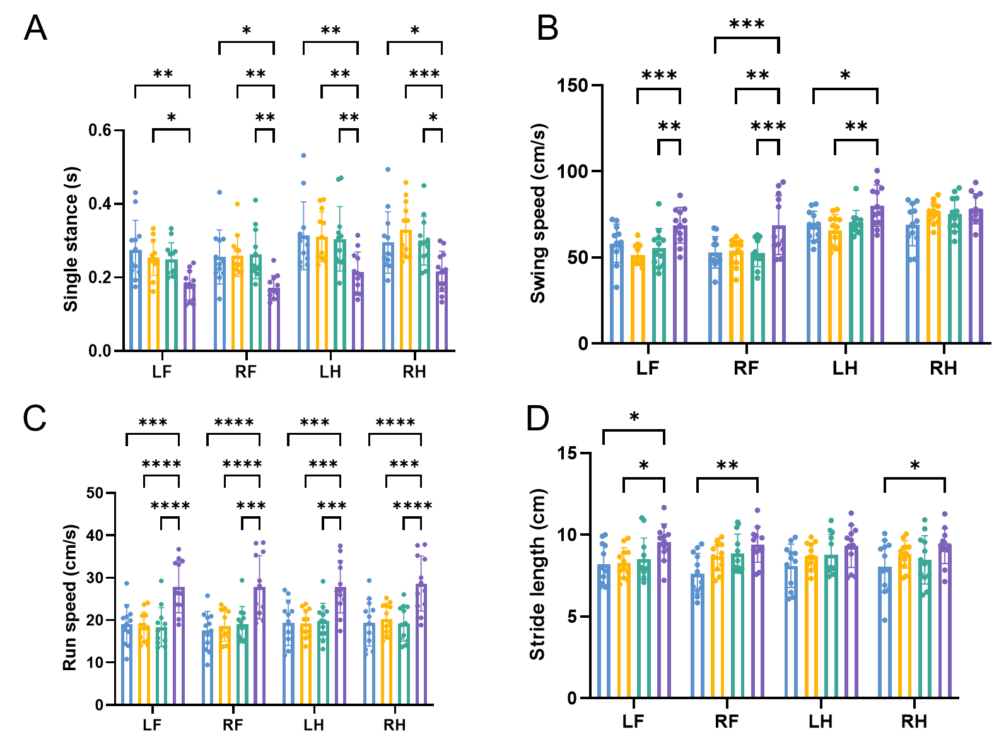 A
* ** *
** ** ** ***
* ** ** *
0.6
0.4
0.2
0.0
Single stance (s)
LF RF LH RH
B
***
*** ** *
** *** **
150
100
50
0
Swing speed (cm/s)
LF RF LH RH
C
*** **** *** ****
**** **** *** ***
**** *** *** ****
50
40
30
20
10
0
Run speed (cm/s)
LF RF LH RH
D
*
* ** *
15
10
5
0
Stride length (cm)
LF RF LH RH